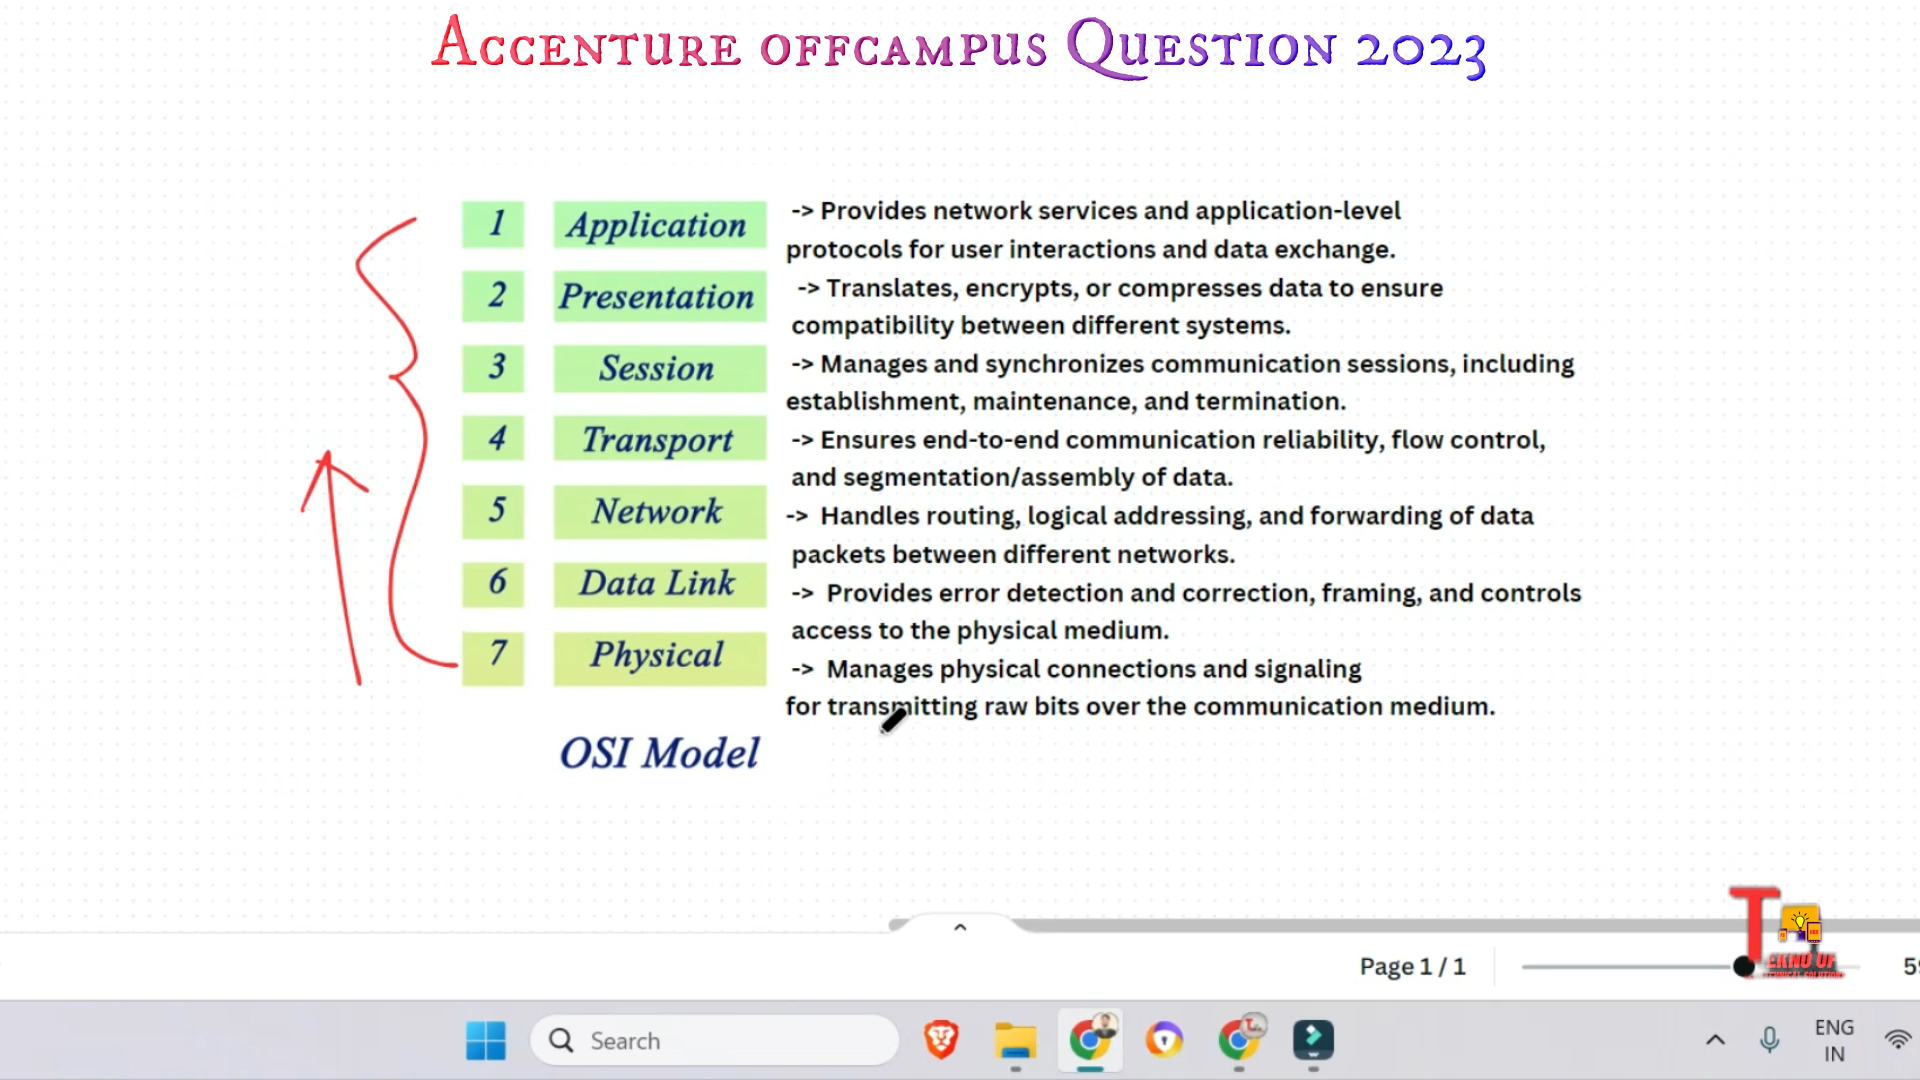 Accenture offcampus Question 2023
1 Application -> Provides network services and application-level
protocols for user interactions and data exchange.
2 Presentation -> Translates, encrypts, or compresses data to ensure
compatibility between different systems.
3 Session -> Manages and synchronizes communication sessions, including
establishment, maintenance, and termination.
4 Transport -> Ensures end-to-end communication reliability, flow control,
and segmentation/assembly of data.
5 Network -> Handles routing, logical addressing, and forwarding of data
packets between different networks.
6 Data Link -> Provides error detection and correction, framing, and controls
access to the physical medium.
7 Physical -> Manages physical connections and signaling
for transmitting raw bits over the communication medium.
OSI Model
Page 1 / 1
Search
ENG
IN